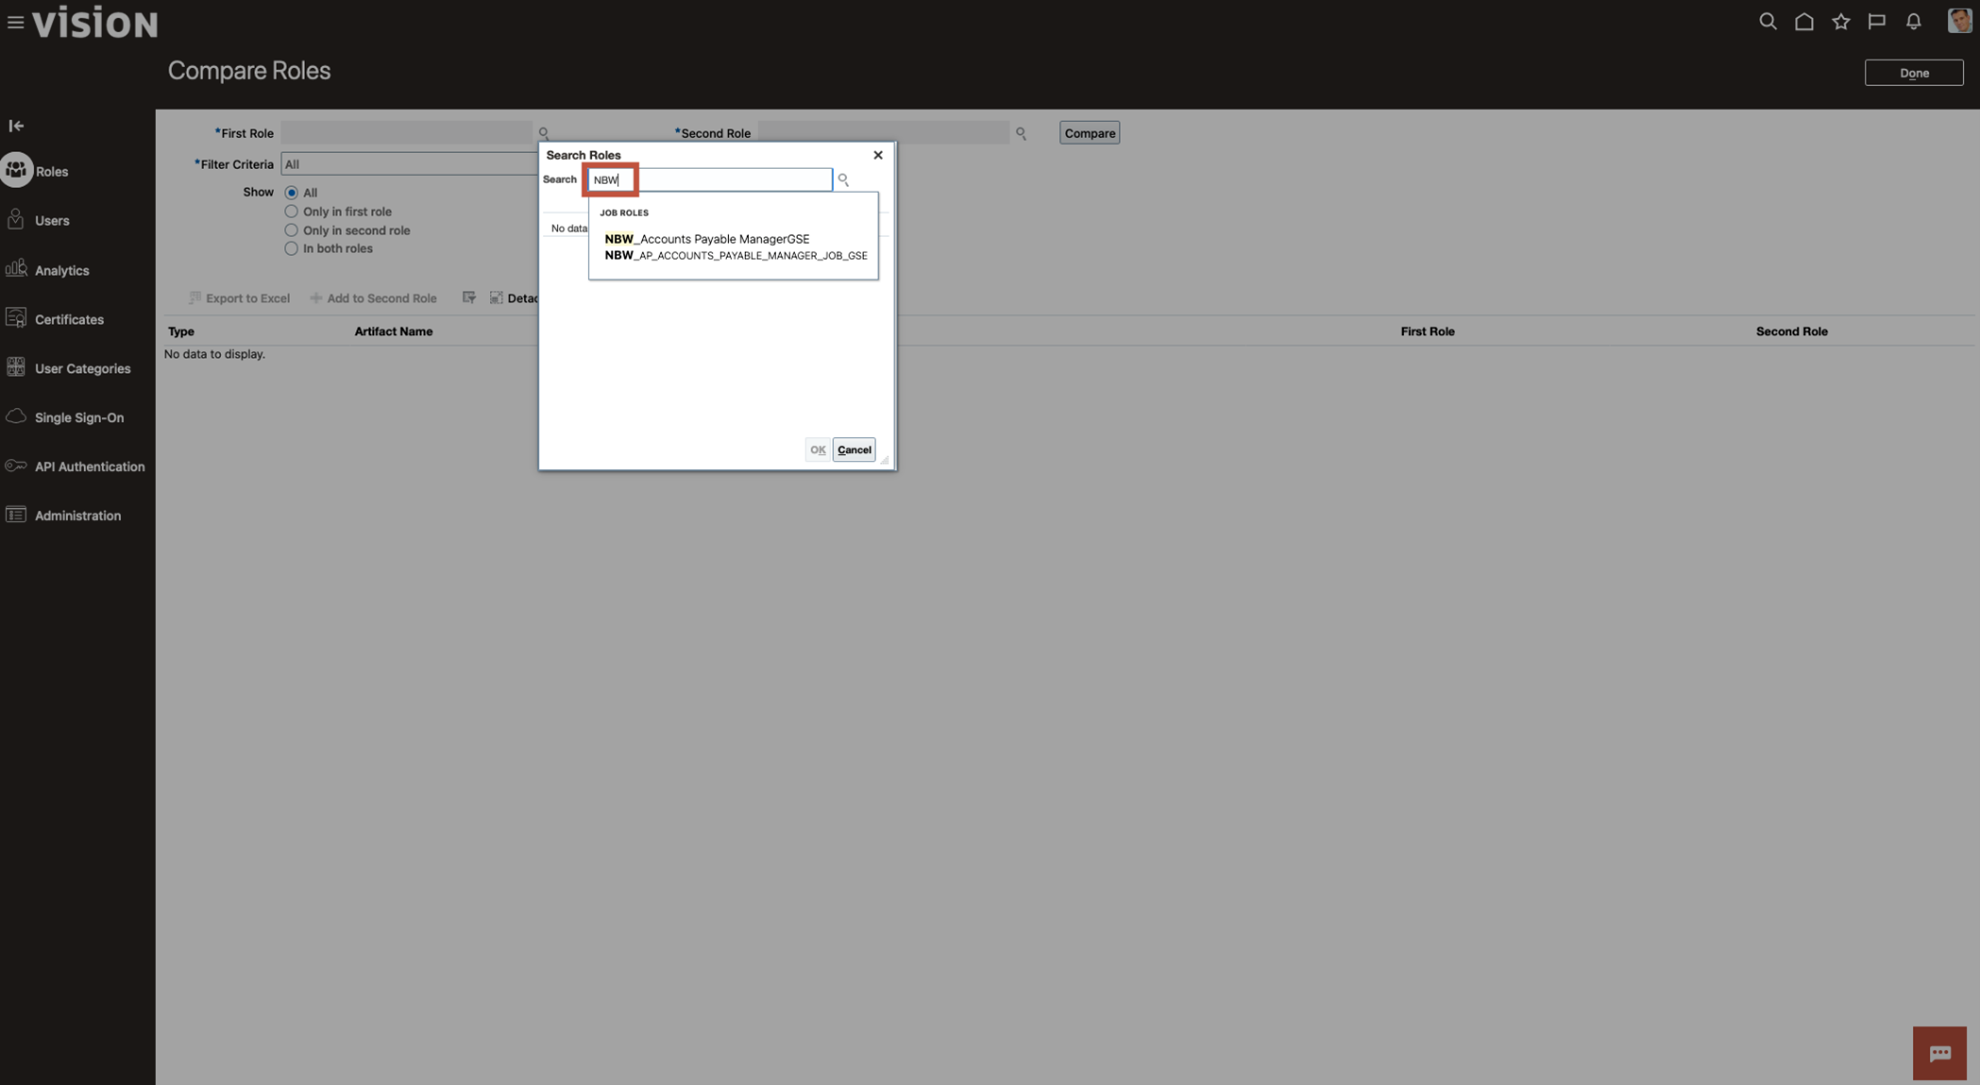 vision
Compare Roles
Done
*First Role
*Second Role
Compare
*Filter Criteria
All
Show
All
Only in first role
Only in second role
In both roles
Search Roles
Search
NBW
JOB ROLES
NBW_Accounts Payable ManagerGSE
NBW_AP_ACCOUNTS_PAYABLE_MANAGER_JOB_GSE
No data
OK
Cancel
Export to Excel
Add to Second Role
Detac
Type
Artifact Name
First Role
Second Role
No data to display.
Roles
Users
Analytics
Certificates
User Categories
Single Sign-On
API Authentication
Administration